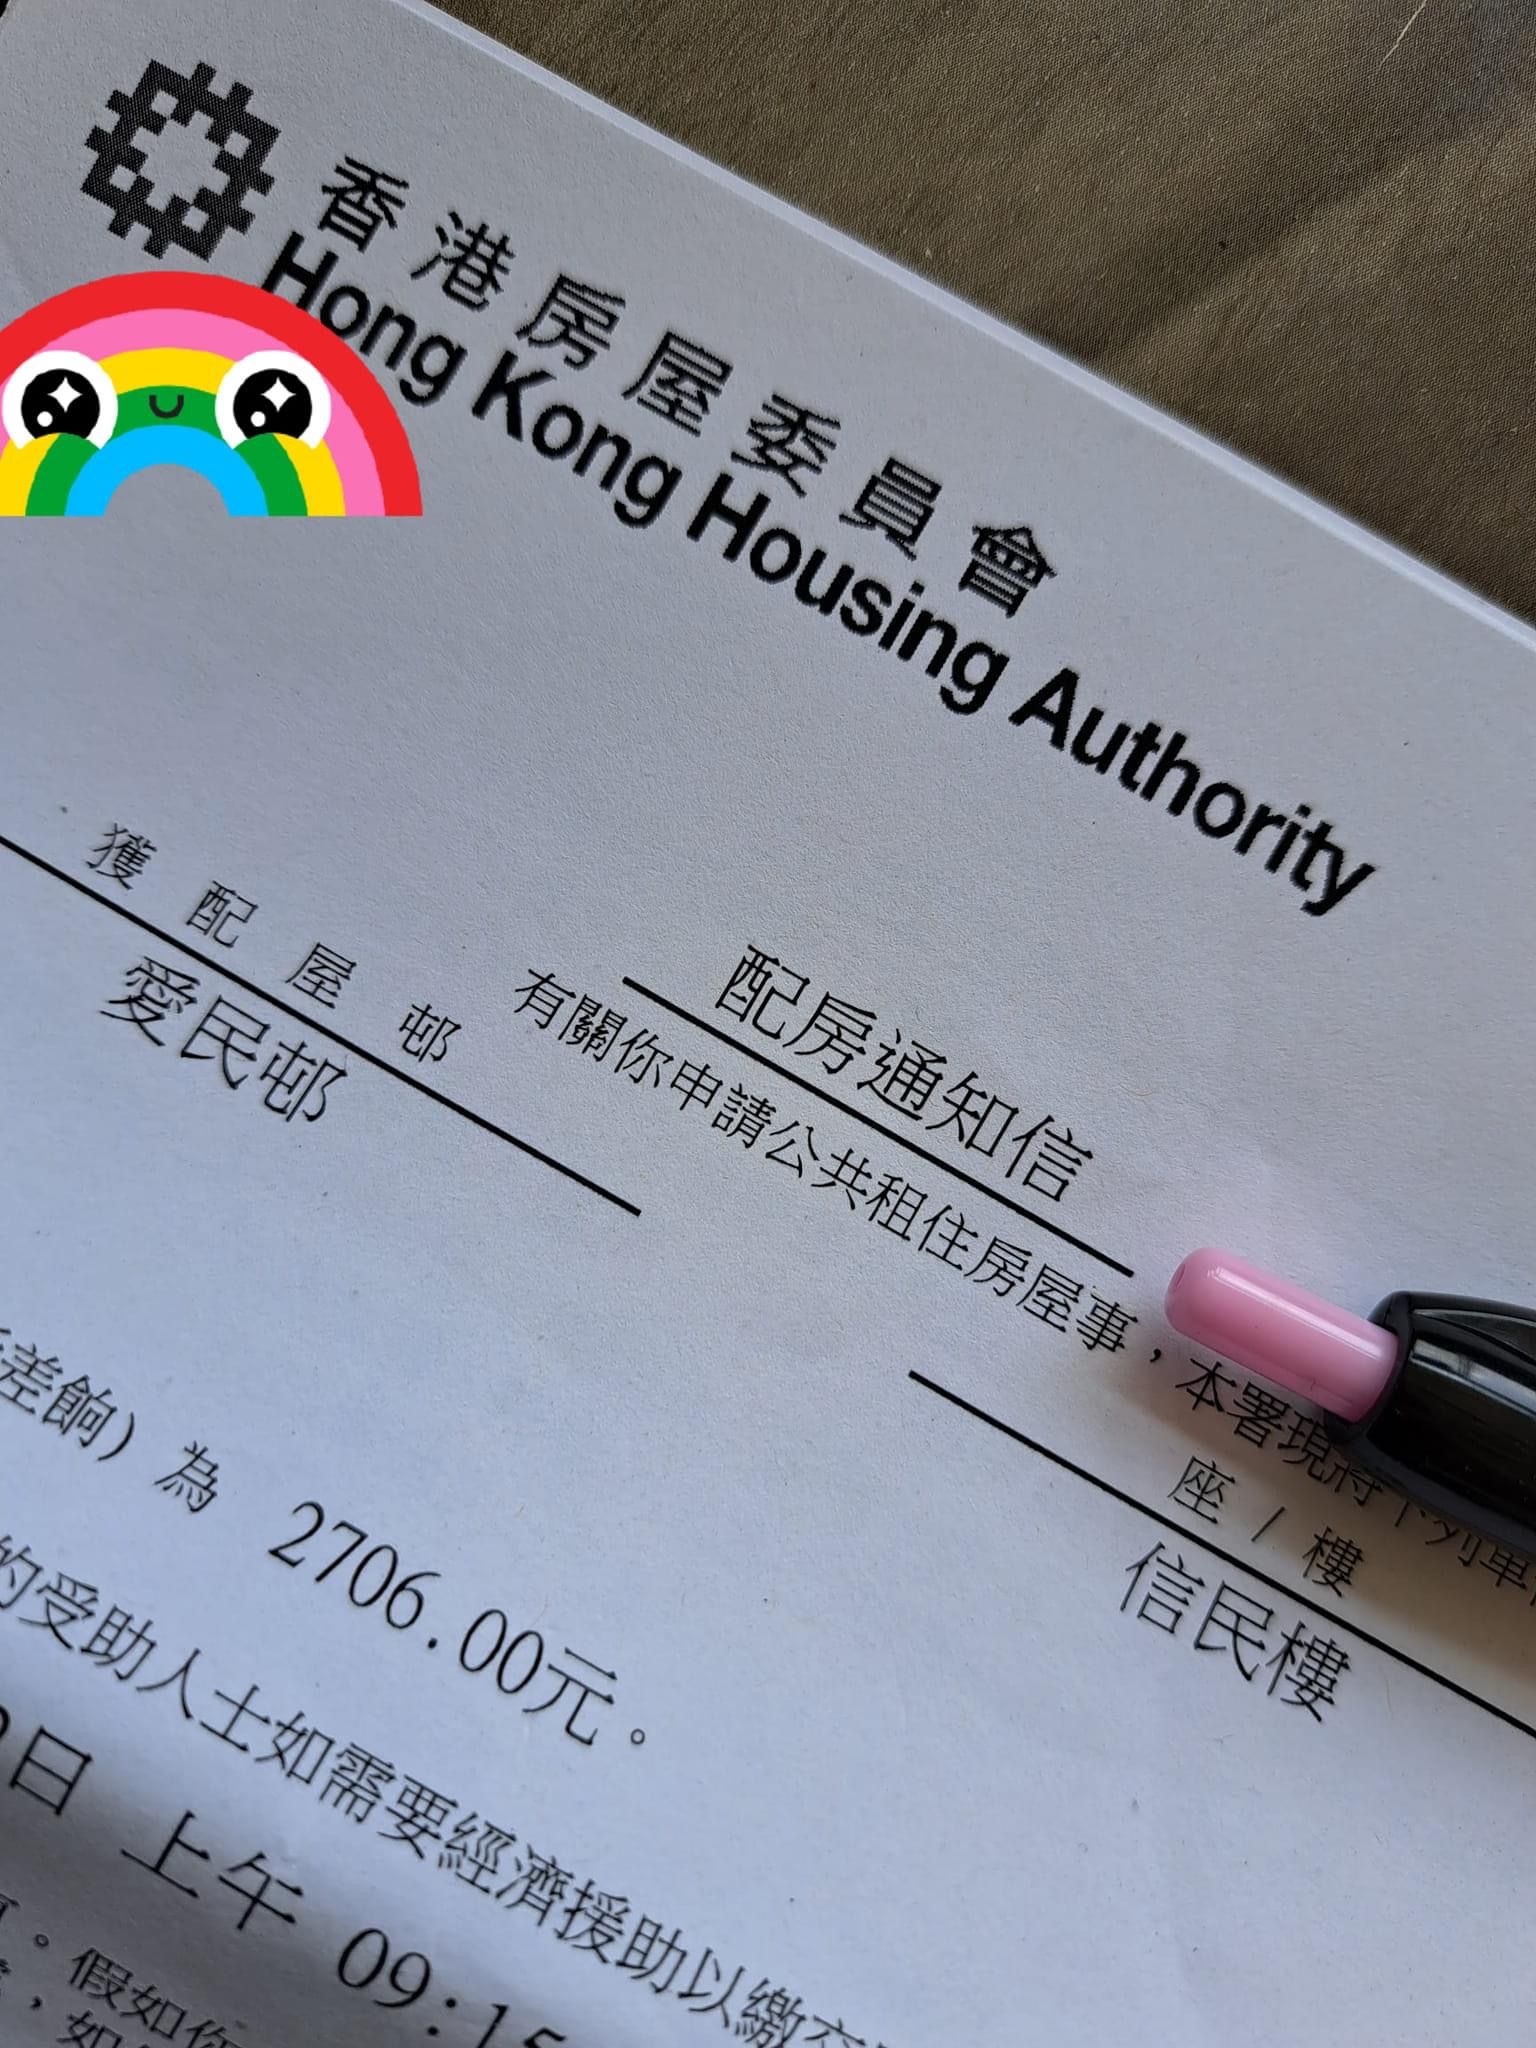 香港房屋委員會
Hong Kong Housing Authority
配房通知信
有關你申請公共租住房屋事，本署現將下列單
獲配屋邨
座/樓
愛民邨
信民樓
差餉）為 2706.00元。
的受助人士如需要經濟援助以繳交
日 上午 09:15
。假如你
，如